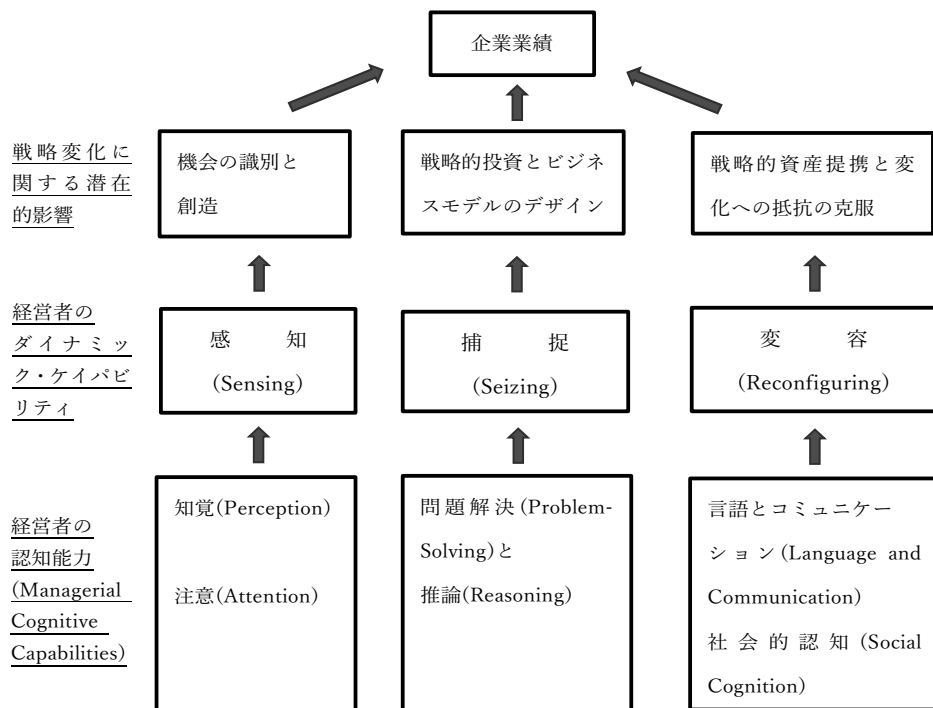 企業業績
戦略変化に
関する潜在
的影響
機会の識別と
創造
戦略的投資とビジネ
スモデルのデザイン
戦略的資産提携と変
化への抵抗の克服
経営者の
ダイナミッ
ク・ケイパビ
リティ
感知
(Sensing)
捕捉
(Seizing)
変容
(Reconfiguring)
経営者の
認知能力
(Managerial
Cognitive
Capabilities)
知覚(Perception)
注意(Attention)
問題解決(Problem-
Solving)と
推論(Reasoning)
言語とコミュニケー
ション(Language and
Communication)
社会的認知(Social
Cognition)